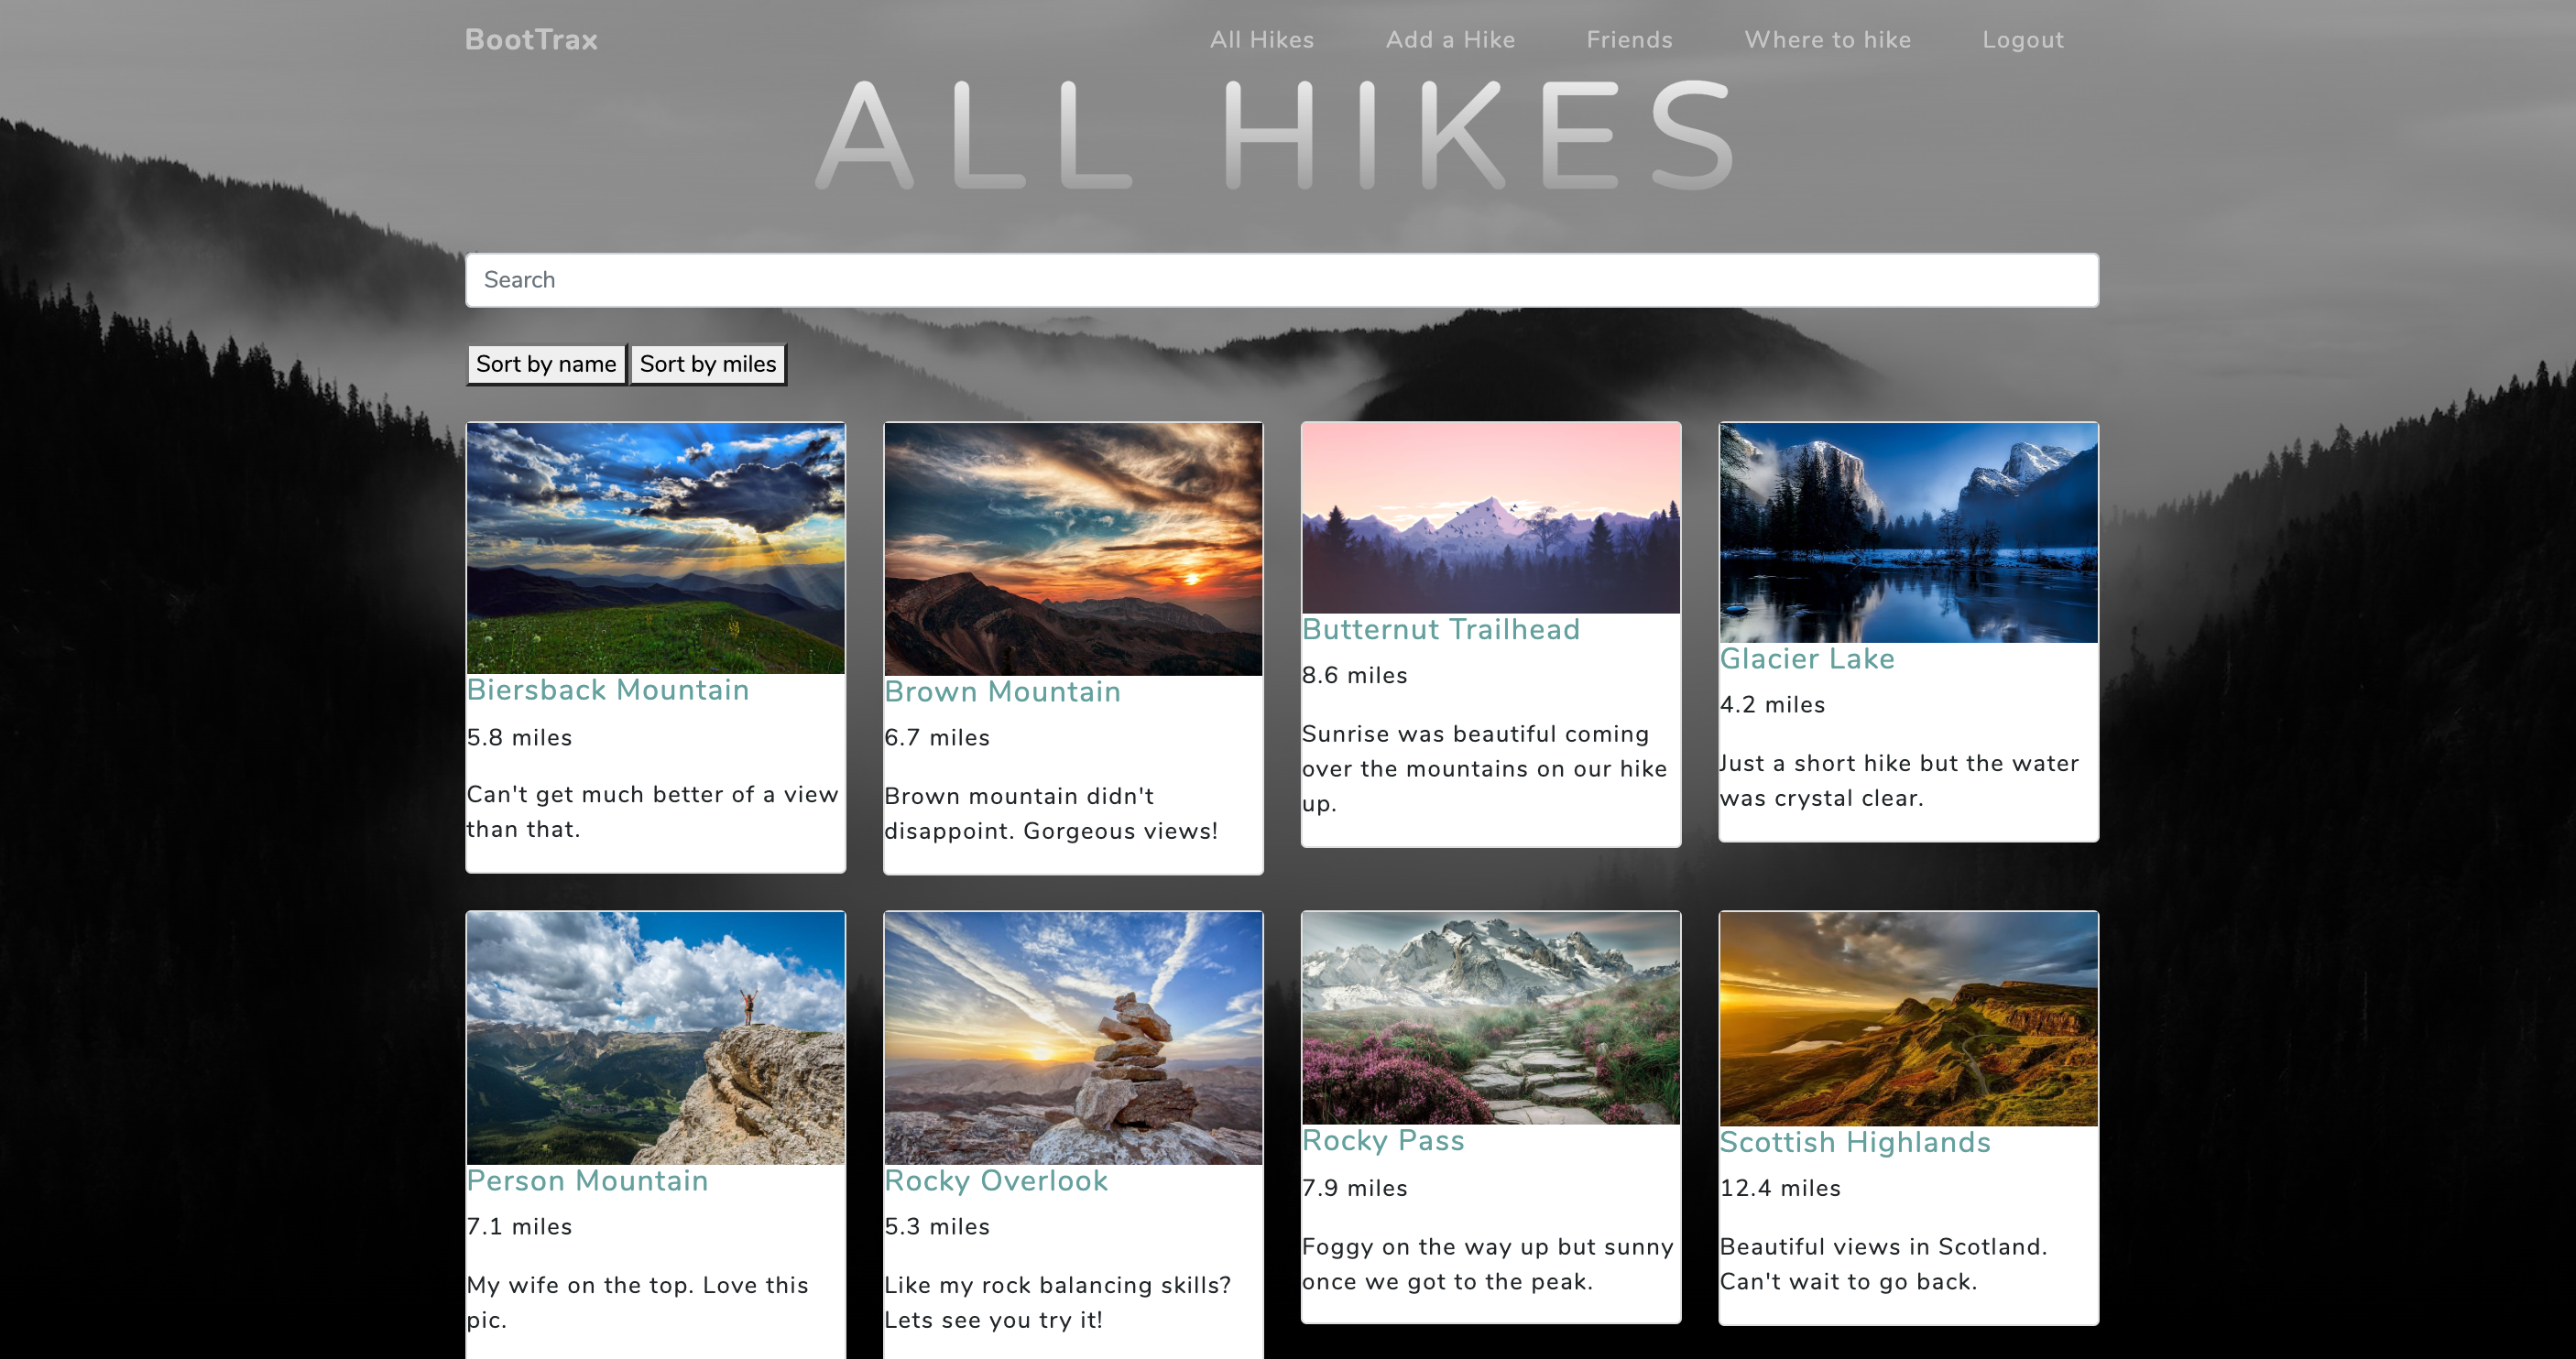 BootTrax
All Hikes
Add a Hike
Friends
Where to hike
Logout
ALL HIKES
Search
Sort by name
Sort by miles
Biersback Mountain
5.8 miles
Can't get much better of a view
than that.
Brown Mountain
6.7 miles
Brown mountain didn't
disappoint. Gorgeous views!
Butternut Trailhead
8.6 miles
Sunrise was beautiful coming
over the mountains on our hike
up.
Glacier Lake
4.2 miles
Just a short hike but the water
was crystal clear.
Person Mountain
7.1 miles
My wife on the top. Love this
pic.
Rocky Overlook
5.3 miles
Like my rock balancing skills?
Lets see you try it!
Rocky Pass
7.9 miles
Foggy on the way up but sunny
once we got to the peak.
Scottish Highlands
12.4 miles
Beautiful views in Scotland.
Can't wait to go back.